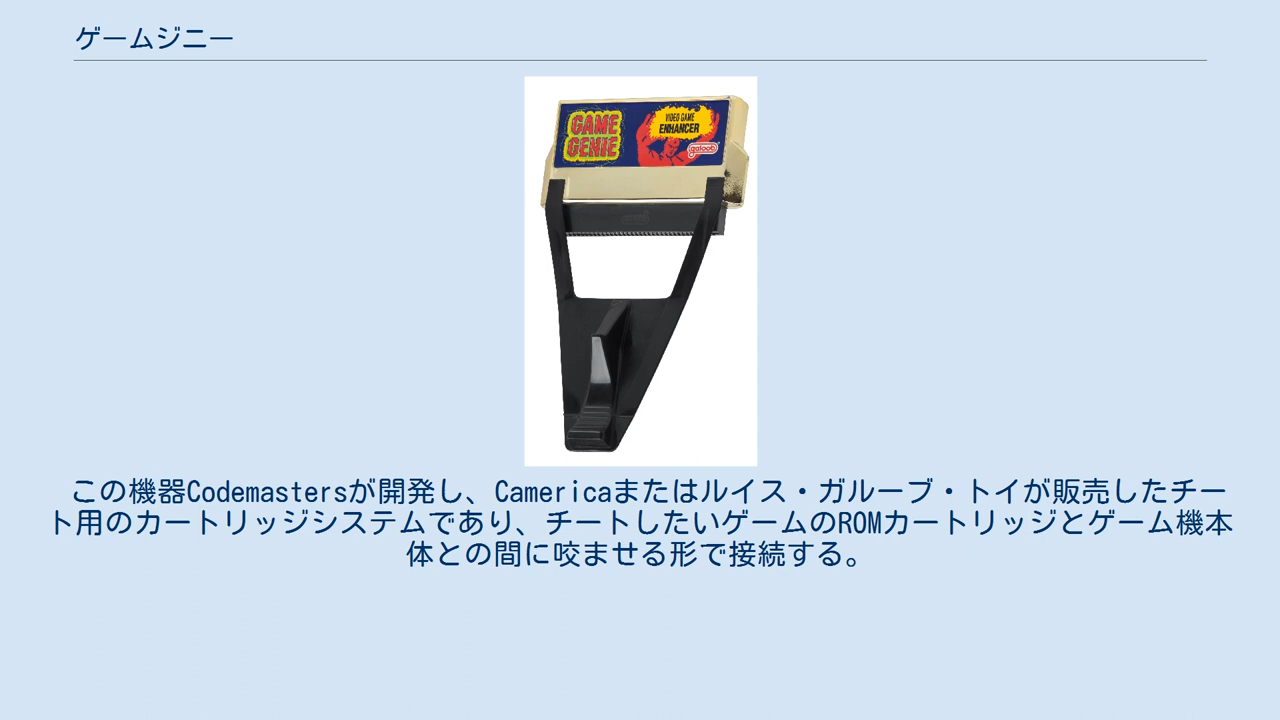 ゲームジニー
GAME
GENIE
VIDEO GAME
ENHANCER
galoob
この機器Codemastersが開発し、Camericaまたはルイス・ガルーブ・トイが販売したチー
ト用のカートリッジシステムであり、チートしたいゲームのROMカートリッジとゲーム機本
体との間に咬ませる形で接続する。